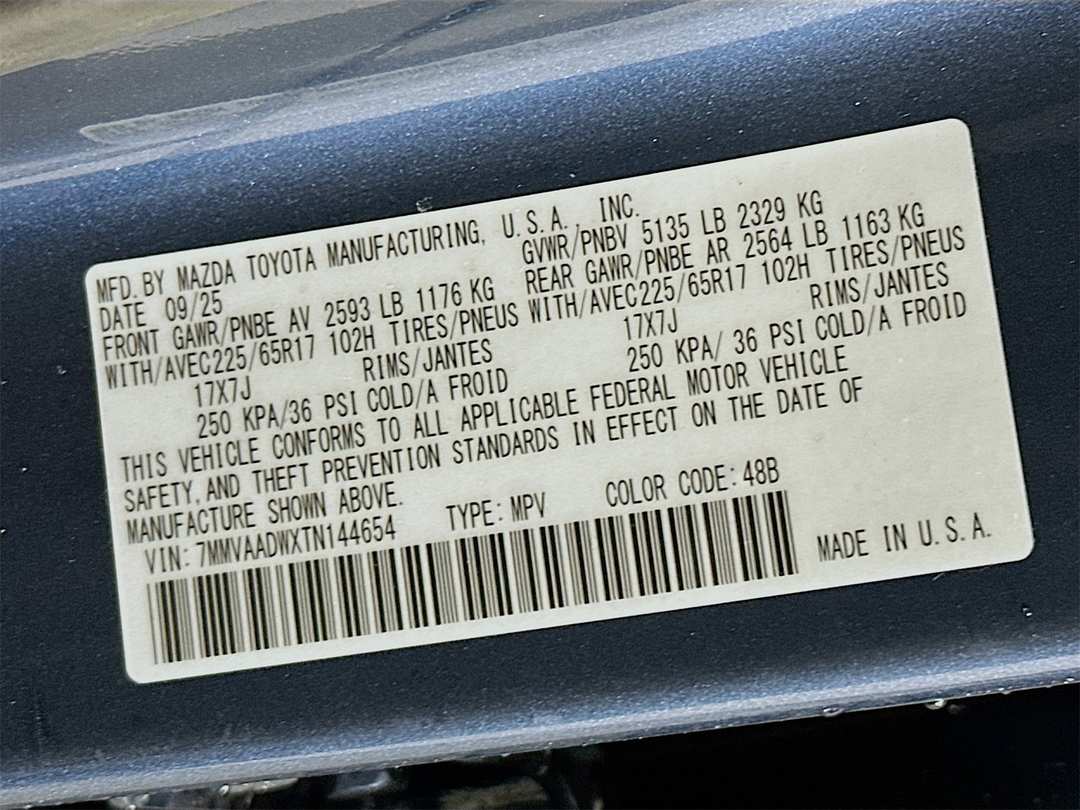 MFD. BY MAZDA TOYOTA MANUFACTURING, U.S.A., INC.
DATE 09/25 GVWR/PNBV 5135 LB 2329 KG
FRONT GAWR/PNBE AV 2593 LB 1176 KG REAR GAWR/PNBE AR 2564 LB 1163 KG
WITH/AVEC225/65R17 102H TIRES/PNEUS WITH/AVEC225/65R17 102H TIRES/PNEUS
17X7J RIMS/JANTES 17X7J RIMS/JANTES
250 KPA/36 PSI COLD/A FROID 250 KPA/ 36 PSI COLD/A FROID
THIS VEHICLE CONFORMS TO ALL APPLICABLE FEDERAL MOTOR VEHICLE
SAFETY, AND THEFT PREVENTION STANDARDS IN EFFECT ON THE DATE OF
MANUFACTURE SHOWN ABOVE.
VIN: 7MMVAADWXTN144654 TYPE: MPV COLOR CODE: 48B
MADE IN U.S.A.